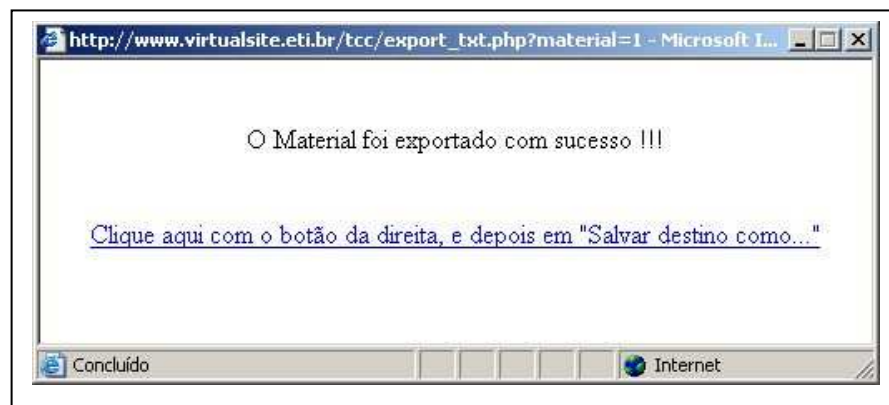 http://www.virtualsite.eti.br/tcc/export_txt.php?material=1 - Microsoft I...
O Material foi exportado com sucesso !!!
Clique aqui com o botão da direita, e depois em "Salvar destino como..."
Concluído
Internet